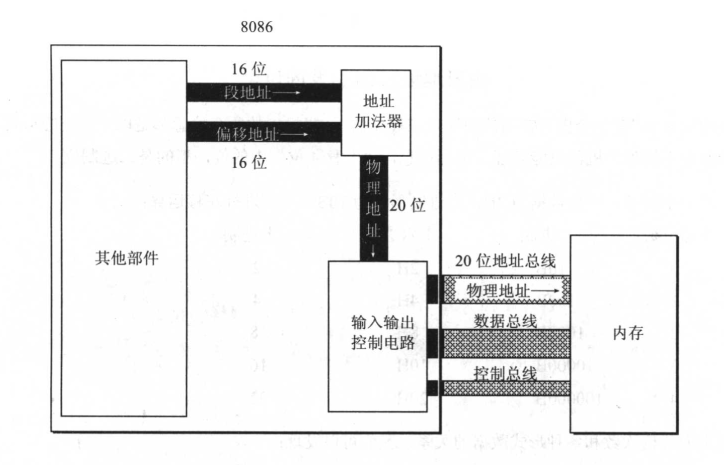 8086
16 位
段地址
地址
加法器
偏移地址
16 位
物理地址
20 位
其他部件
20 位地址总线
物理地址
输入输出
控制电路
数据总线
内存
控制总线